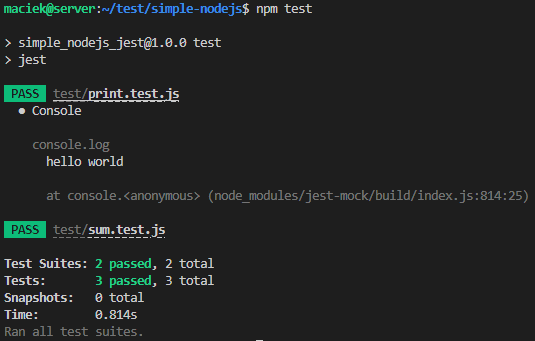 maciek@server:~/test/simple-nodejs$ npm test
> simple_nodejs_jest@1.0.0 test
> jest
PASS test/print.test.js
● Console
console.log
hello world
at console.<anonymous> (node_modules/jest-mock/build/index.js:814:25)
PASS test/sum.test.js
Test Suites: 2 passed, 2 total
Tests: 3 passed, 3 total
Snapshots: 0 total
Time: 0.814s
Ran all test suites.